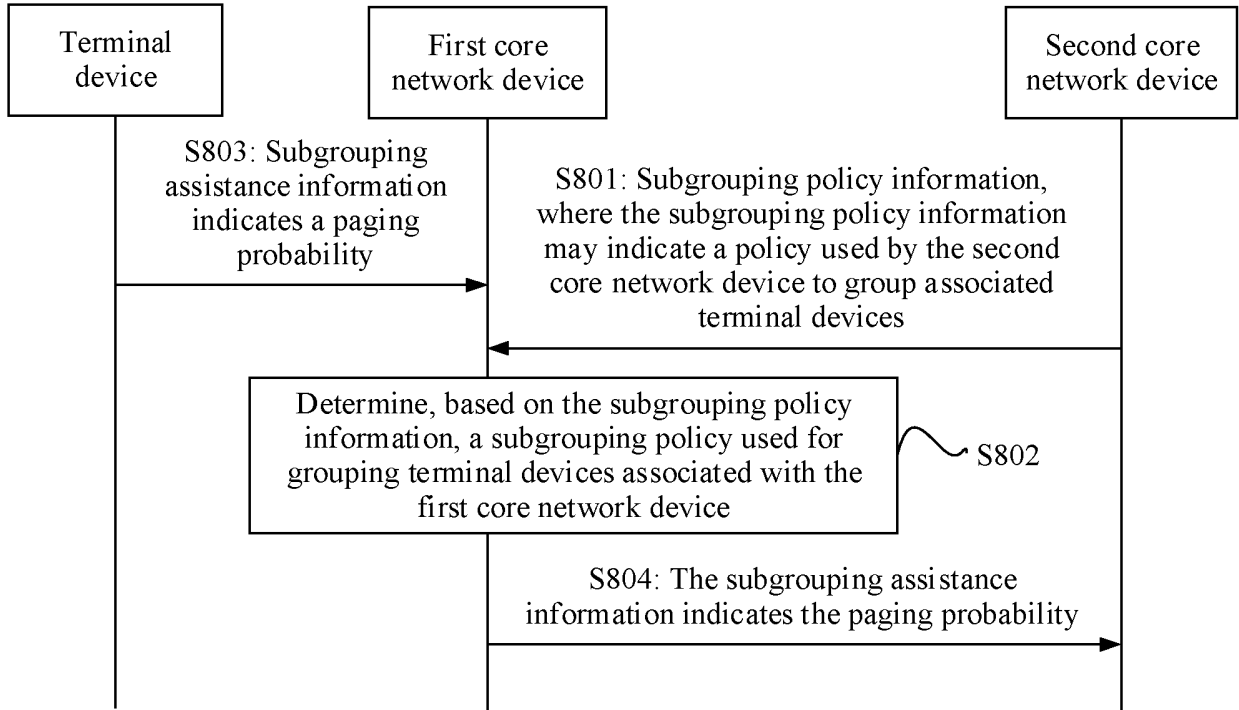 Terminal
device
First core
network device
Second core
network device
S803: Subgrouping
assistance information
indicates a paging
probability
S801: Subgrouping policy information,
where the subgrouping policy information
may indicate a policy used by the second
core network device to group associated
terminal devices
Determine, based on the subgrouping policy
information, a subgrouping policy used for
grouping terminal devices associated with the
first core network device
S802
S804: The subgrouping assistance
information indicates the paging probability